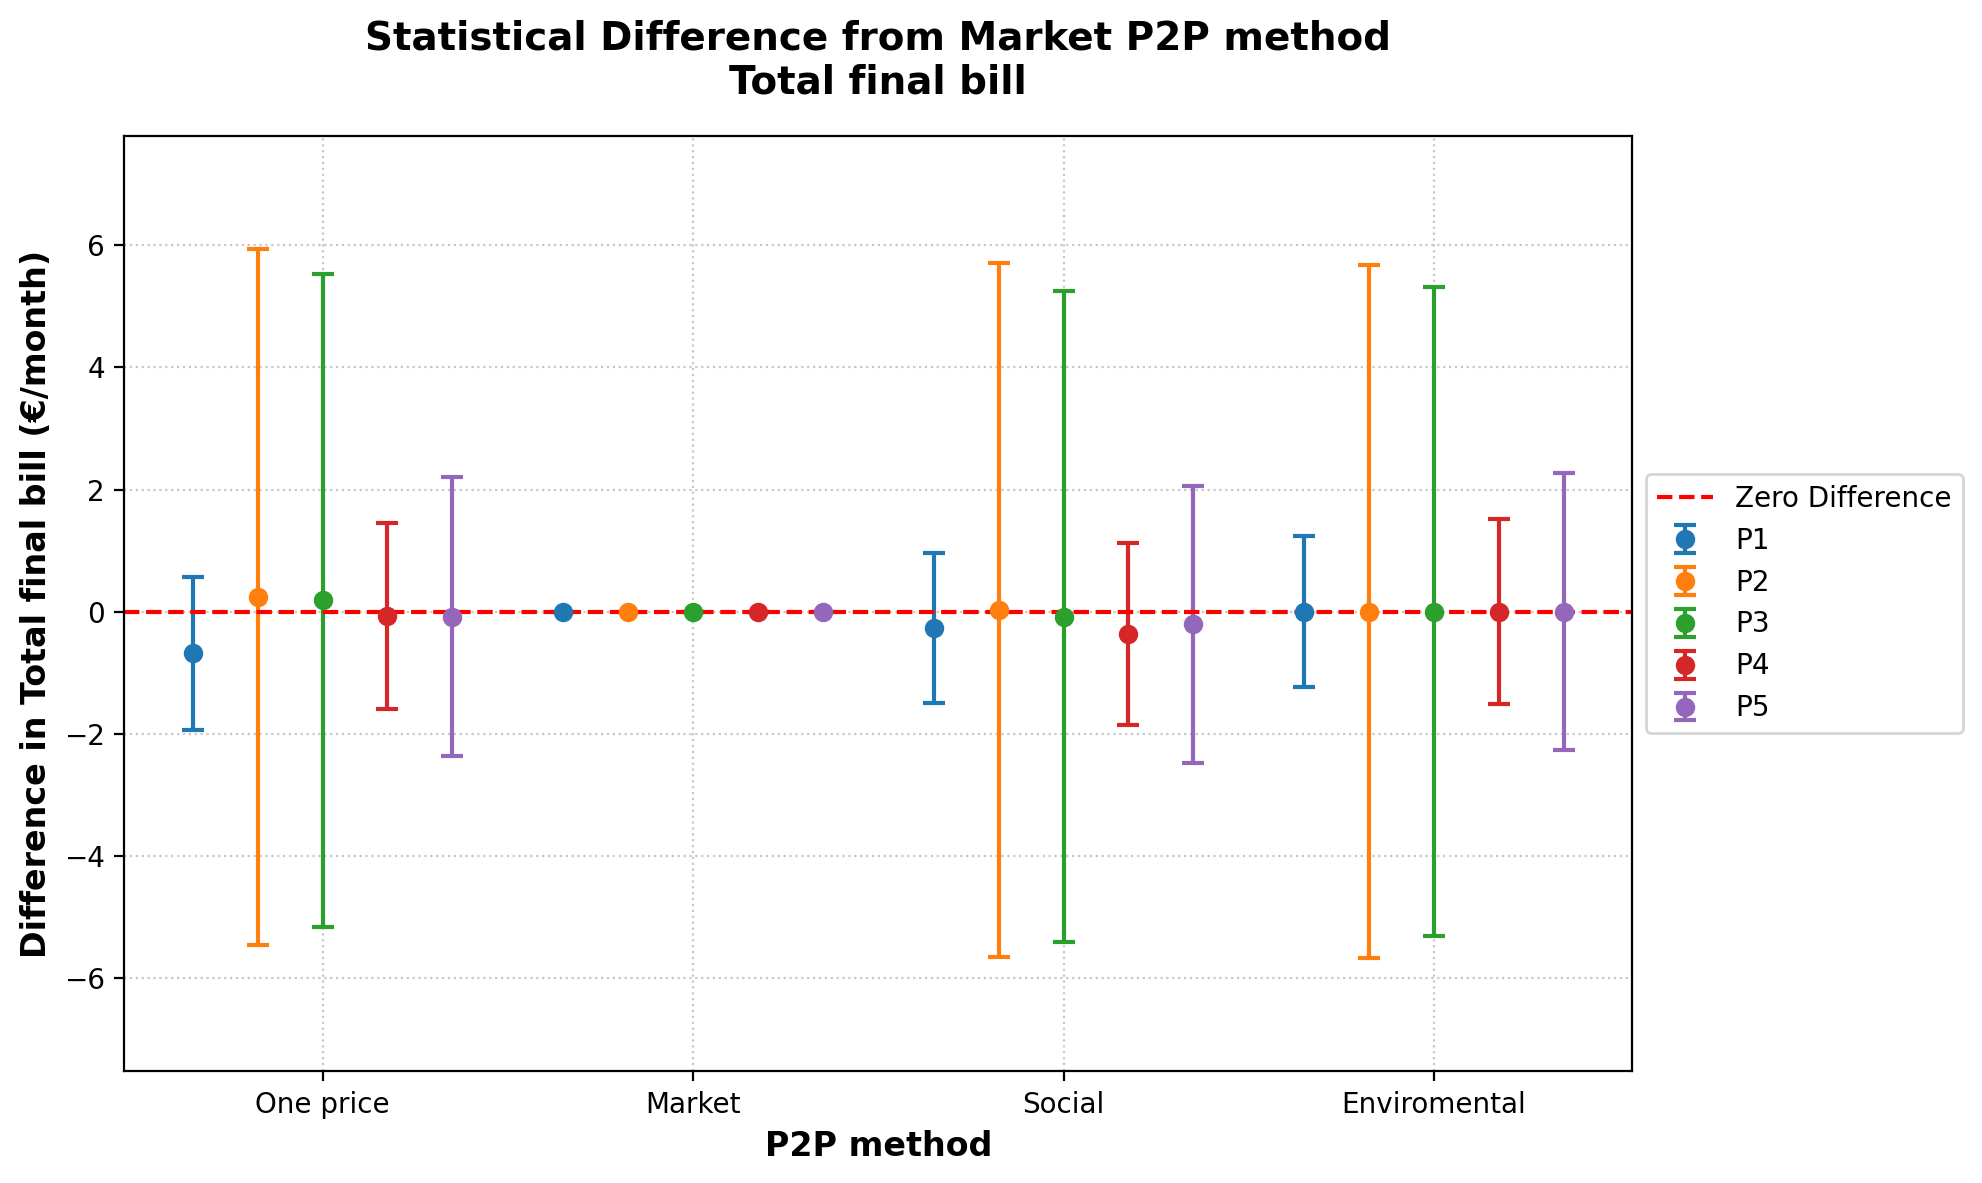 Statistical Difference from Market P2P method
Total final bill
Difference in Total final bill (€/month)
6
4
2
0
−2
−4
−6
One price
Market
Social
Enviromental
P2P method
Zero Difference
P1
P2
P3
P4
P5